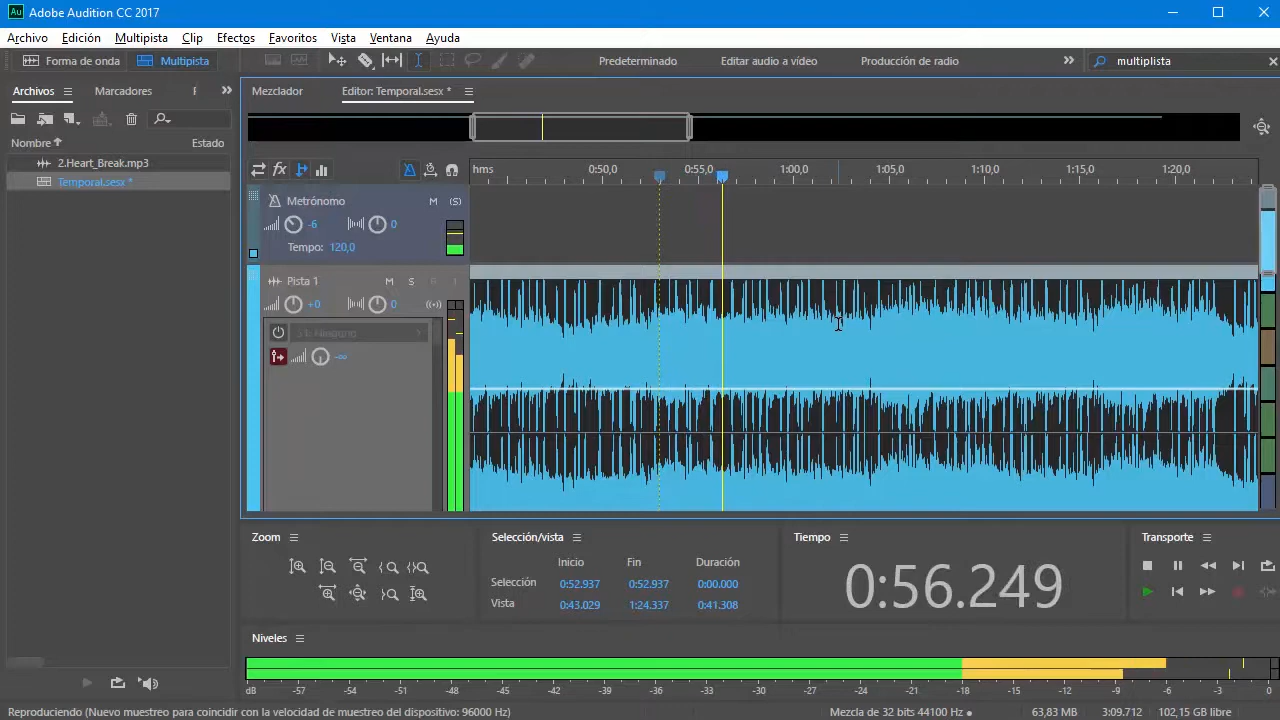 Au Adobe Audition CC 2017
Archivo Edición Multipista Clip Efectos Favoritos Vista Ventana Ayuda
Forma de onda Multipista Predeterminado Editar audio a vídeo Producción de radio multiplista
Archivos Marcadores
Mezclador Editor: Temporal.sesx *
Nombre Estado
2.Heart_Break.mp3
Temporal.sesx *
hms 0:50,0 0:55,0 1:00,0 1:05,0 1:10,0 1:15,0 1:20,0
Metrónomo M (S)
-6 0
Tempo: 120,0
Pista 1 M S R I
+0 0
S1: Ninguno
-∞
Zoom Selección/vista Tiempo Transporte
Inicio Fin Duración
Selección 0:52.937 0:52.937 0:00.000
Vista 0:43.029 1:24.337 0:41.308
0:56.249
Niveles
dB -57 -54 -51 -48 -45 -42 -39 -36 -33 -30 -27 -24 -21 -18 -15 -12 -9 -6 -3 0
Reproduciendo (Nuevo muestreo para coincidir con la velocidad de muestreo del dispositivo: 96000 Hz) Mezcla de 32 bits 44100 Hz 63,83 MB 3:09.712 102,15 GB libre